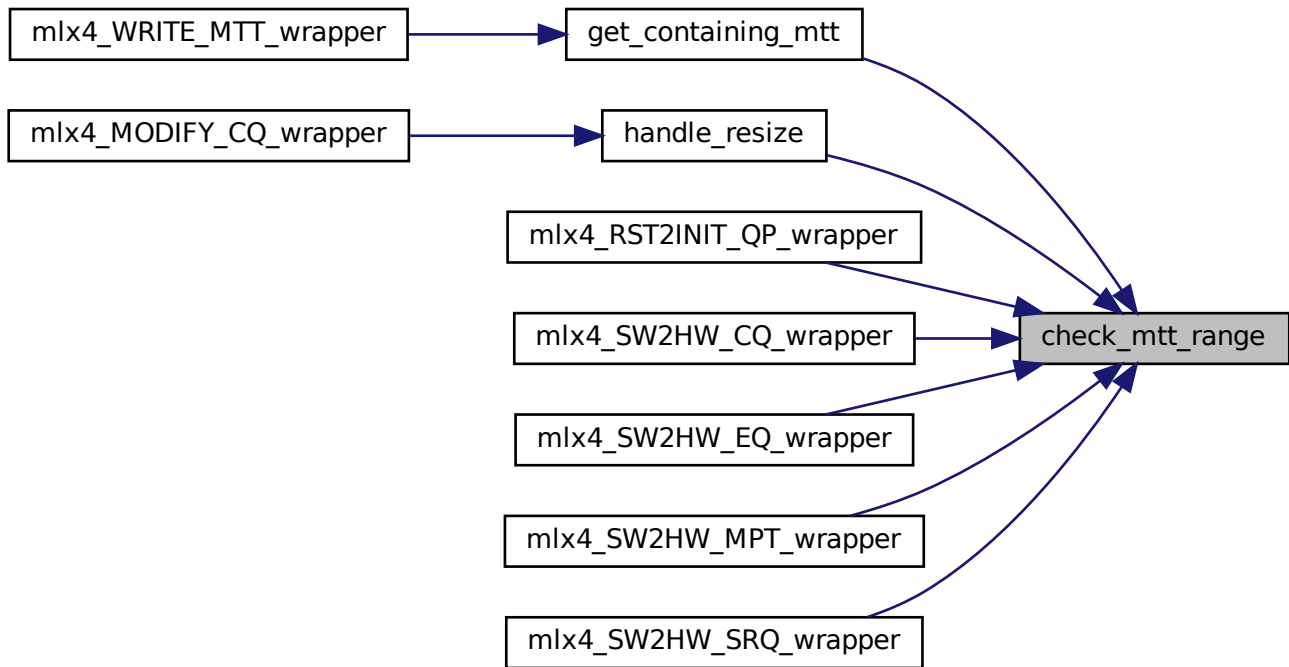 mlx4_WRITE_MTT_wrapper
get_containing_mtt
mlx4_MODIFY_CQ_wrapper
handle_resize
mlx4_RST2INIT_QP_wrapper
mlx4_SW2HW_CQ_wrapper
check_mtt_range
mlx4_SW2HW_EQ_wrapper
mlx4_SW2HW_MPT_wrapper
mlx4_SW2HW_SRQ_wrapper